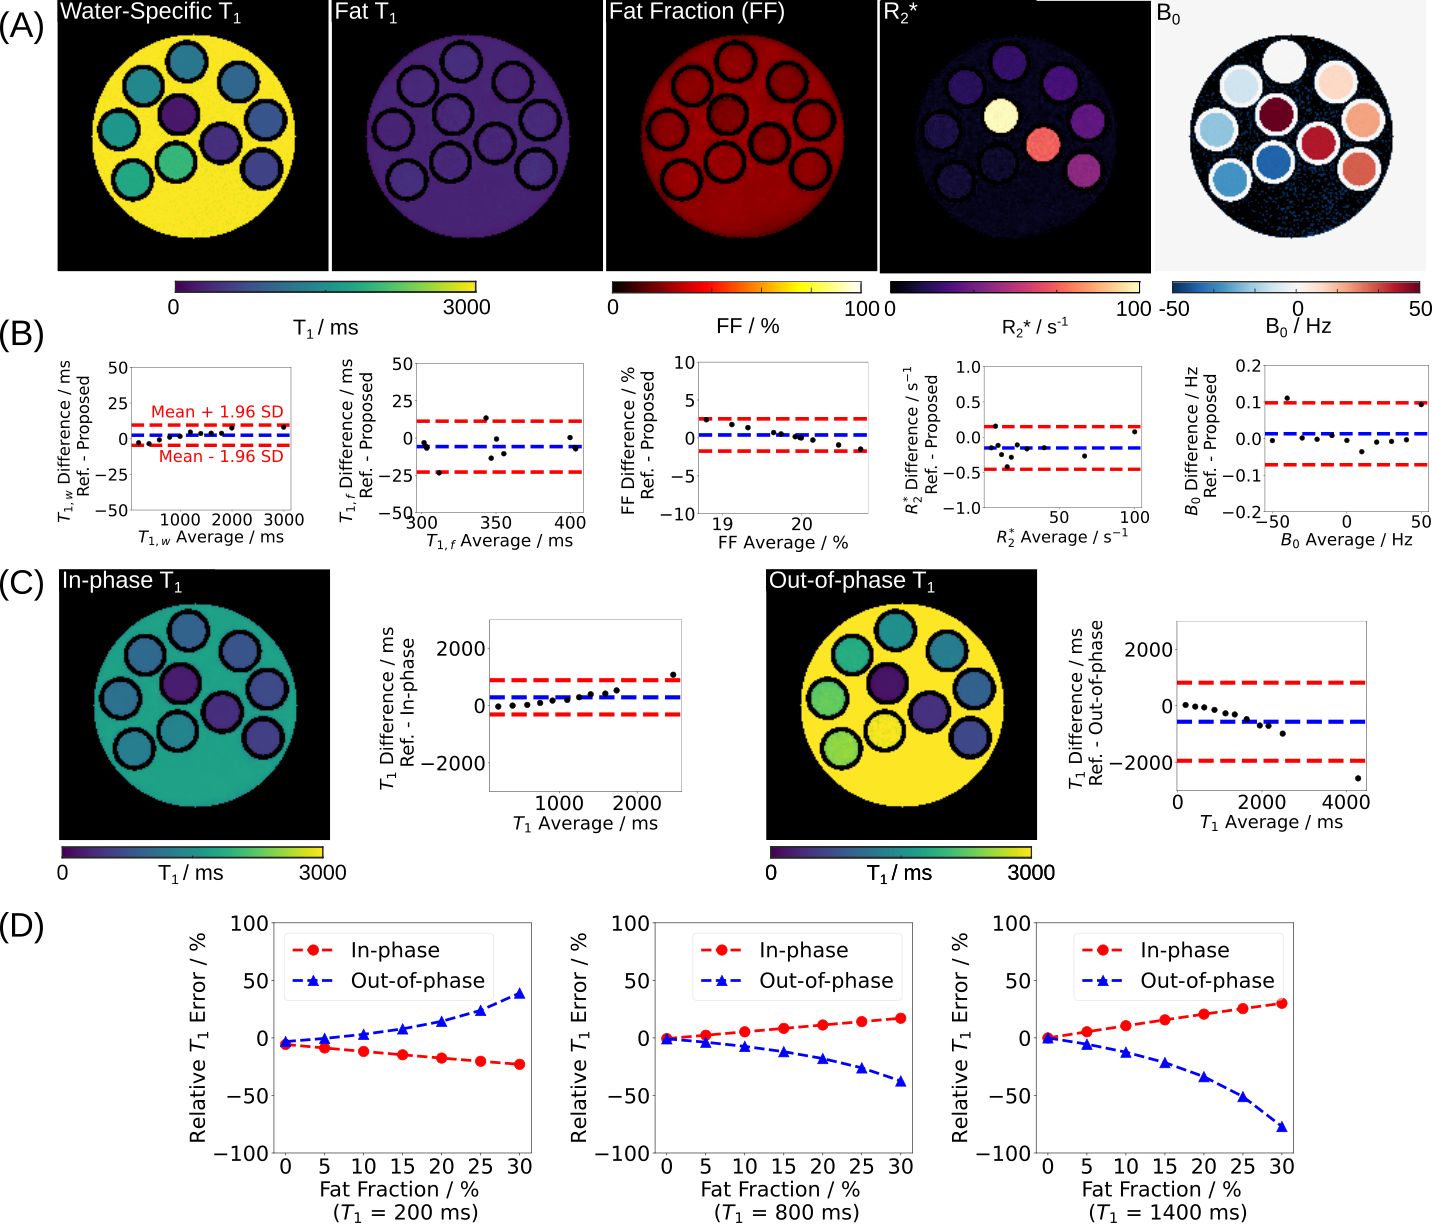 (A)
Water-Specific T1
Fat T1
Fat Fraction (FF)
R2*
B0
0 3000
T1 / ms
0 100
FF / %
0 100
R2* / s-1
-50 0 50
B0 / Hz
(B)
T1,w Difference / ms
Ref. - Proposed
50
25
0
−25
−50
Mean + 1.96 SD
Mean - 1.96 SD
1000 2000 3000
T1,w Average / ms
T1,f Difference / ms
Ref. - Proposed
50
25
0
−25
−50
300 350 400
T1,f Average / ms
FF Difference / %
Ref. - Proposed
10
5
0
−5
−10
19 20
FF Average / %
R2* Difference / s−1
Ref. - Proposed
1.0
0.5
0.0
−0.5
−1.0
50 100
R2* Average / s−1
B0 Difference / Hz
Ref. - Proposed
0.2
0.1
0.0
−0.1
−0.2
−50 0 50
B0 Average / Hz
(C)
In-phase T1
0 3000
T1 / ms
T1 Difference / ms
Ref. - In-phase
2000
0
−2000
1000 2000
T1 Average / ms
Out-of-phase T1
0 3000
T1 / ms
T1 Difference / ms
Ref. - Out-of-phase
2000
0
−2000
0 2000 4000
T1 Average / ms
(D)
Relative T1 Error / %
100
50
0
−50
−100
In-phase
Out-of-phase
0 5 10 15 20 25 30
Fat Fraction / %
(T1 = 200 ms)
Relative T1 Error / %
100
50
0
−50
−100
In-phase
Out-of-phase
0 5 10 15 20 25 30
Fat Fraction / %
(T1 = 800 ms)
Relative T1 Error / %
100
50
0
−50
−100
In-phase
Out-of-phase
0 5 10 15 20 25 30
Fat Fraction / %
(T1 = 1400 ms)